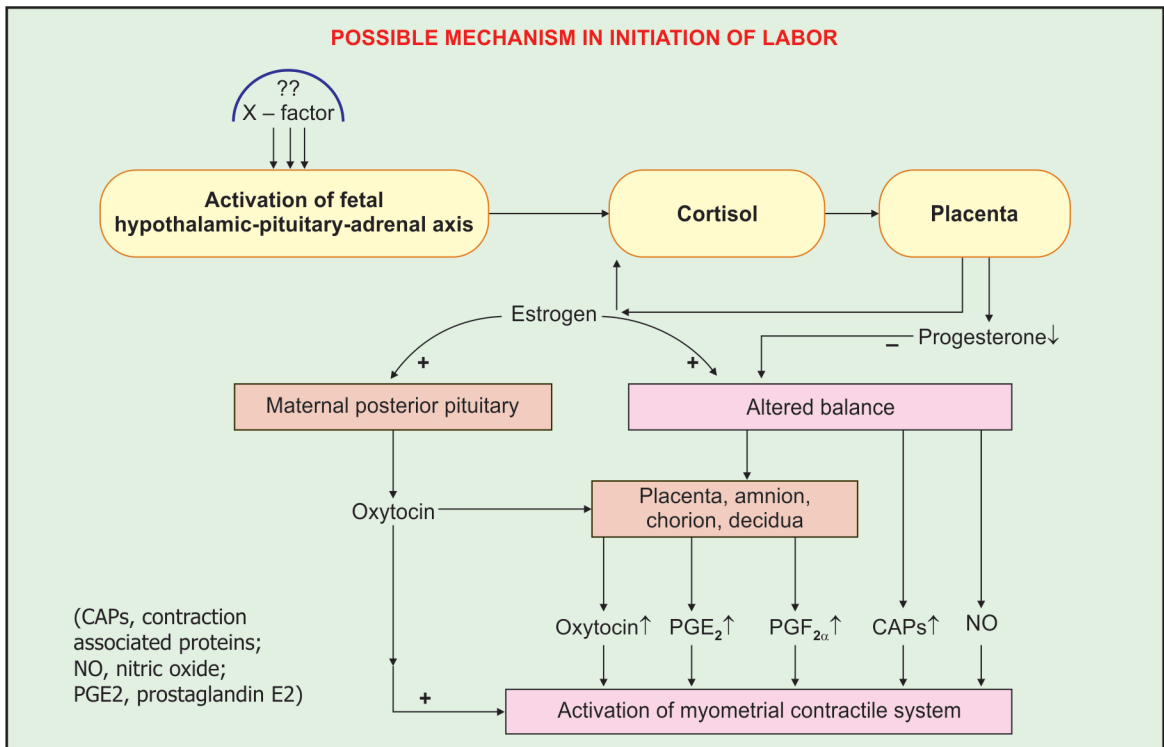 POSSIBLE MECHANISM IN INITIATION OF LABOR
??
X – factor
Activation of fetal
hypothalamic-pituitary-adrenal axis
Cortisol
Placenta
Estrogen
Progesterone↓
–
+
+
Maternal posterior pituitary
Altered balance
Placenta, amnion,
chorion, decidua
Oxytocin
Oxytocin↑
PGE₂↑
PGF₂α↑
CAPs↑
NO
(CAPs, contraction
associated proteins;
NO, nitric oxide;
PGE2, prostaglandin E2)
+
Activation of myometrial contractile system